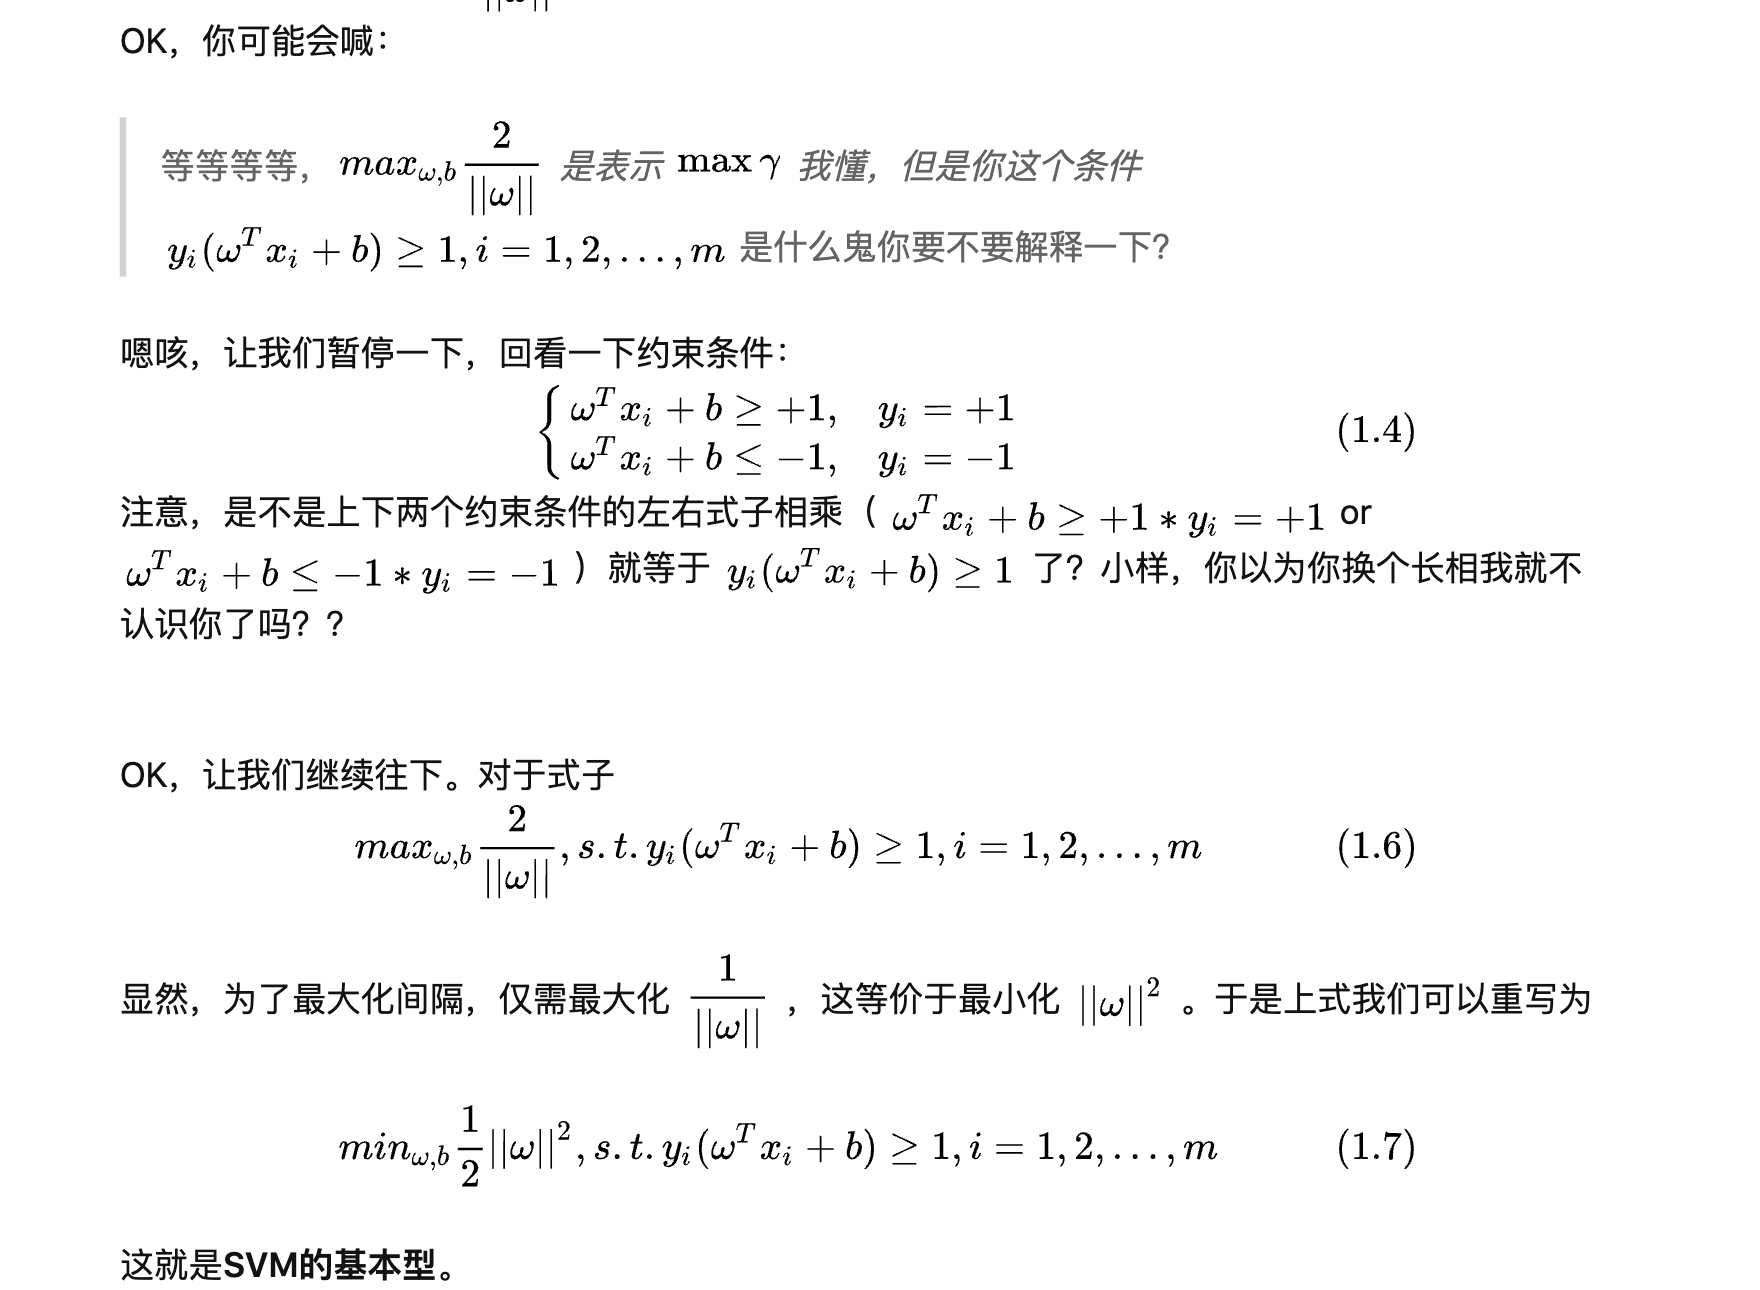 OK，你可能会喊：
等等等等， $max_{\omega,b}\frac{2}{||\omega||}$ 是表示 $\max\gamma$ 我懂，但是你这个条件
$y_i(\omega^T x_i + b) \geq 1, i = 1, 2, \ldots, m$ 是什么鬼你要不要解释一下？
嗯咳，让我们暂停一下，回看一下约束条件：
$\begin{cases} \omega^T x_i + b \geq +1, & y_i = +1 \\ \omega^T x_i + b \leq -1, & y_i = -1 \end{cases}$ (1.4)
注意，是不是上下两个约束条件的左右式子相乘（ $\omega^T x_i + b \geq +1 * y_i = +1$ or
$\omega^T x_i + b \leq -1 * y_i = -1$ ）就等于 $y_i(\omega^T x_i + b) \geq 1$ 了？小样，你以为你换个长相我就不
认识你了吗？？
OK，让我们继续往下。对于式子
$max_{\omega,b}\frac{2}{||\omega||}, s.t. y_i(\omega^T x_i + b) \geq 1, i = 1, 2, \ldots, m$ (1.6)
显然，为了最大化间隔，仅需最大化 $\frac{1}{||\omega||}$ ，这等价于最小化 $||\omega||^2$ 。于是上式我们可以重写为
$min_{\omega,b}\frac{1}{2}||\omega||^2, s.t. y_i(\omega^T x_i + b) \geq 1, i = 1, 2, \ldots, m$ (1.7)
这就是SVM的基本型。